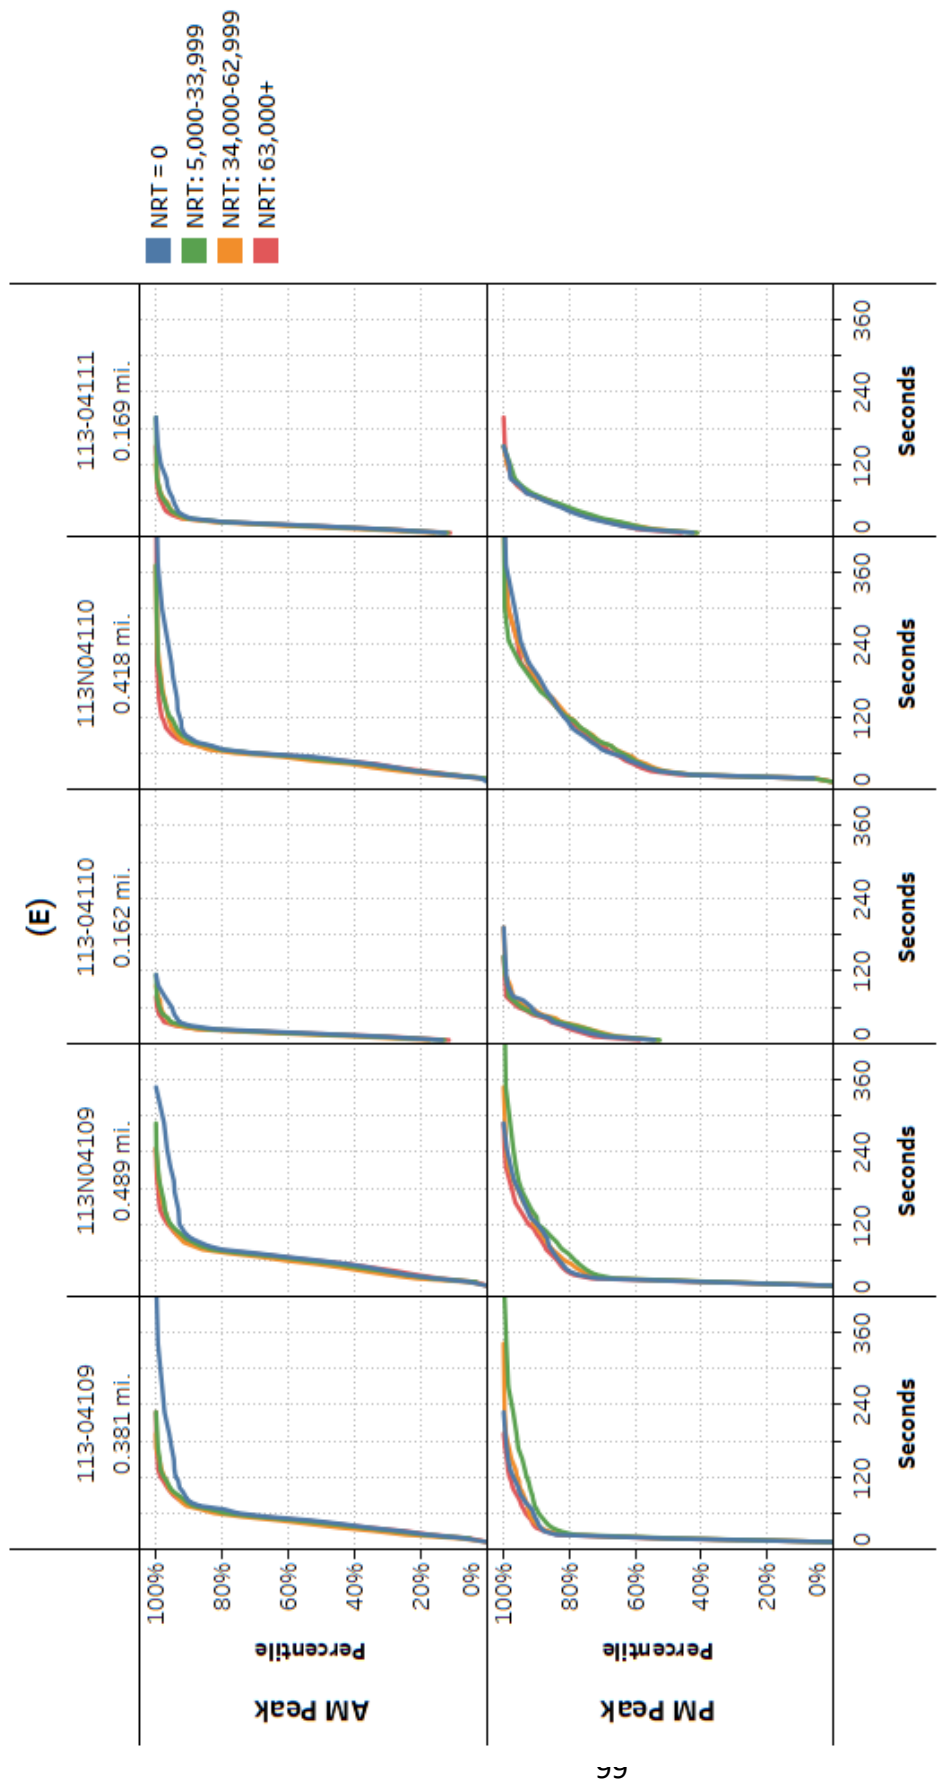 (E)
113-04109
0.381 mi.
113N04109
0.489 mi.
113-04110
0.162 mi.
113N04110
0.418 mi.
113-04111
0.169 mi.
NRT = 0
NRT: 5,000-33,999
NRT: 34,000-62,999
NRT: 63,000+
AM Peak
Percentile
100%
80%
60%
40%
20%
0%
PM Peak
Percentile
100%
80%
60%
40%
20%
0%
0 120 240 360
0 120 240 360
0 120 240 360
0 120 240 360
0 120 240 360
Seconds
Seconds
Seconds
Seconds
Seconds